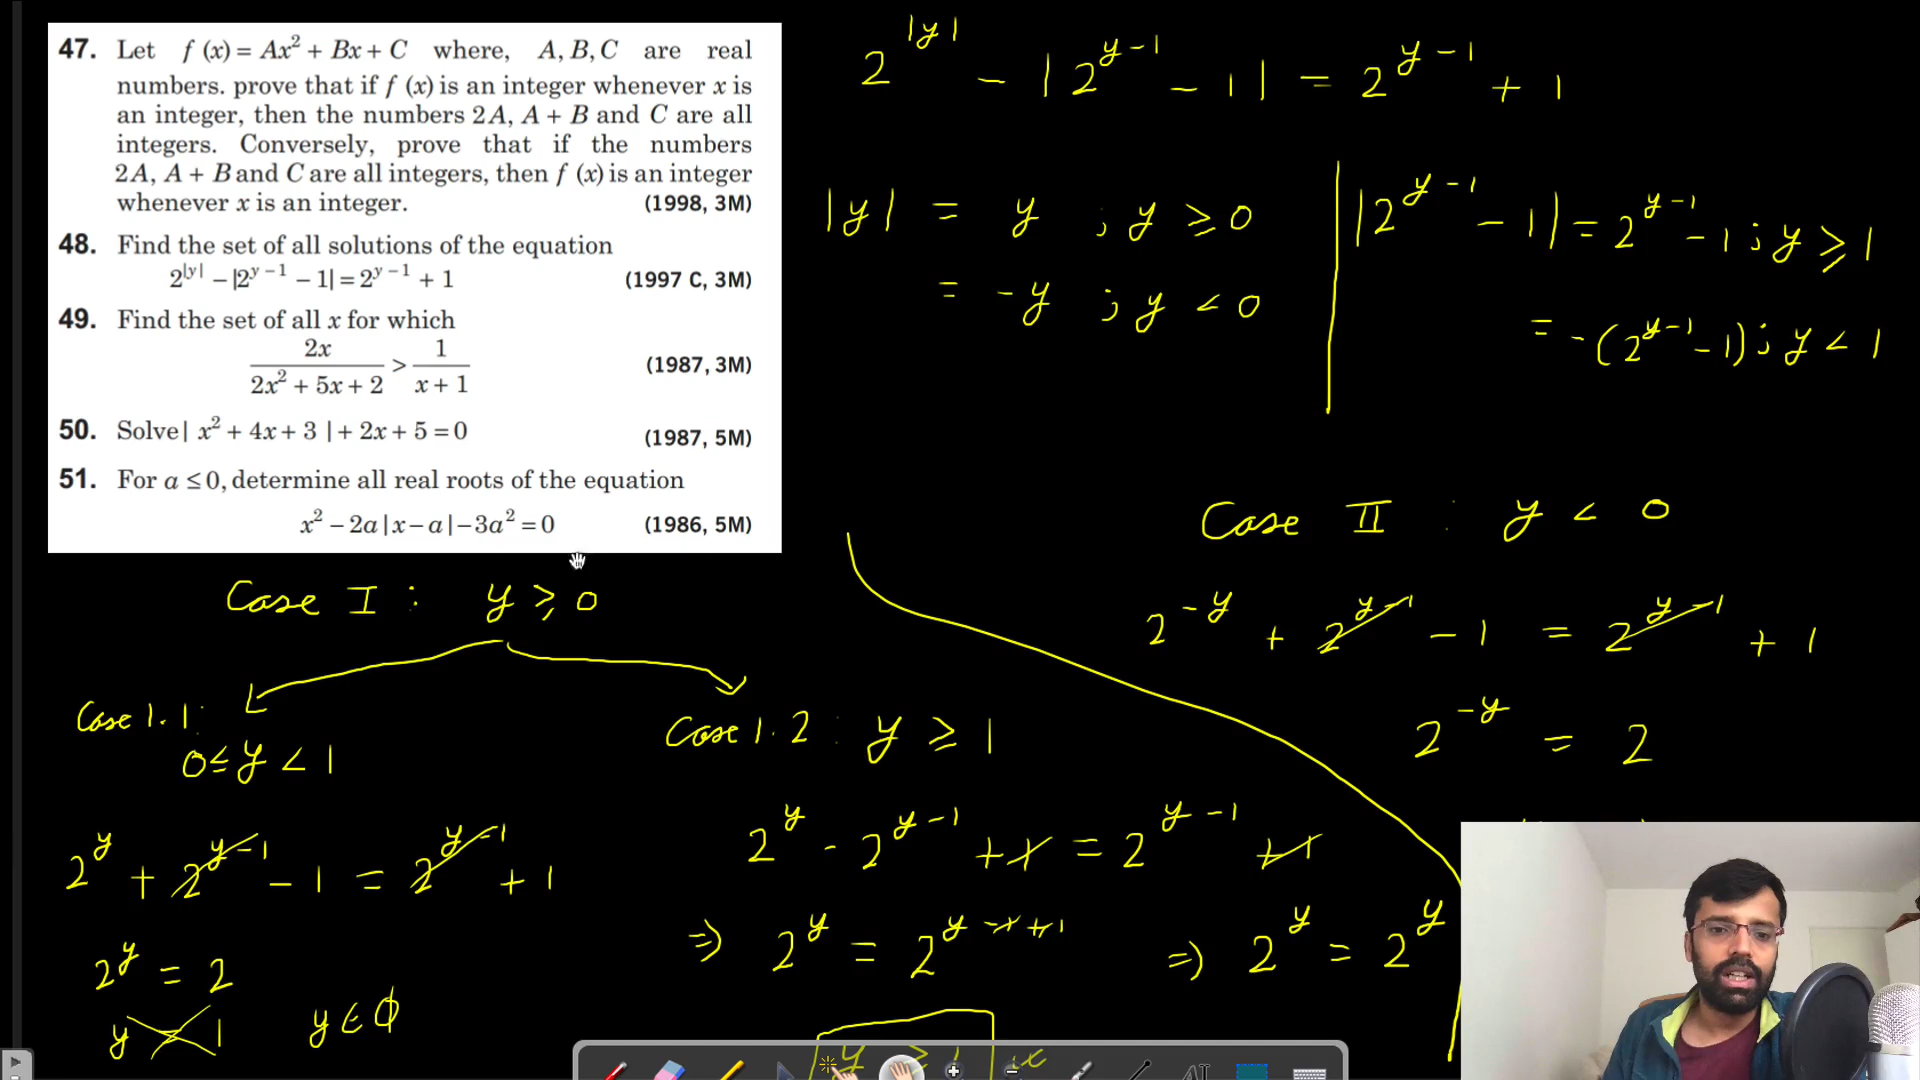 47. Let f (x) = Ax² + Bx + C where, A, B, C are real
numbers. prove that if f (x) is an integer whenever x is
an integer, then the numbers 2A, A + B and C are all
integers. Conversely, prove that if the numbers
2A, A + B and C are all integers, then f (x) is an integer
whenever x is an integer. (1998, 3M)
48. Find the set of all solutions of the equation
2^|y| – |2^(y – 1) – 1| = 2^(y – 1) + 1 (1997 C, 3M)
49. Find the set of all x for which
2x / (2x² + 5x + 2) > 1 / (x + 1) (1987, 3M)
50. Solve | x² + 4x + 3 | + 2x + 5 = 0 (1987, 5M)
51. For a ≤ 0, determine all real roots of the equation
x² – 2a |x – a| – 3a² = 0 (1986, 5M)
2^|y| - |2^(y-1) - 1| = 2^(y-1) + 1
|y| = y ; y ≥ 0
= -y ; y < 0
|2^(y-1) - 1| = 2^(y-1) - 1 ; y ≥ 1
= -(2^(y-1) - 1) ; y < 1
Case I : y ≥ 0
Case 1.1:
0 ≤ y < 1
2^y + 2^(y-1) - 1 = 2^(y-1) + 1
2^y = 2
y = 1 y ∈ ϕ
Case 1.2 : y ≥ 1
2^y - 2^(y-1) + 1 = 2^(y-1) + 1
⇒ 2^y = 2^(y-1+1) ⇒ 2^y = 2^y
y ≥ 1
Case II : y < 0
2^(-y) + 2^(y-1) - 1 = 2^(y-1) + 1
2^(-y) = 2